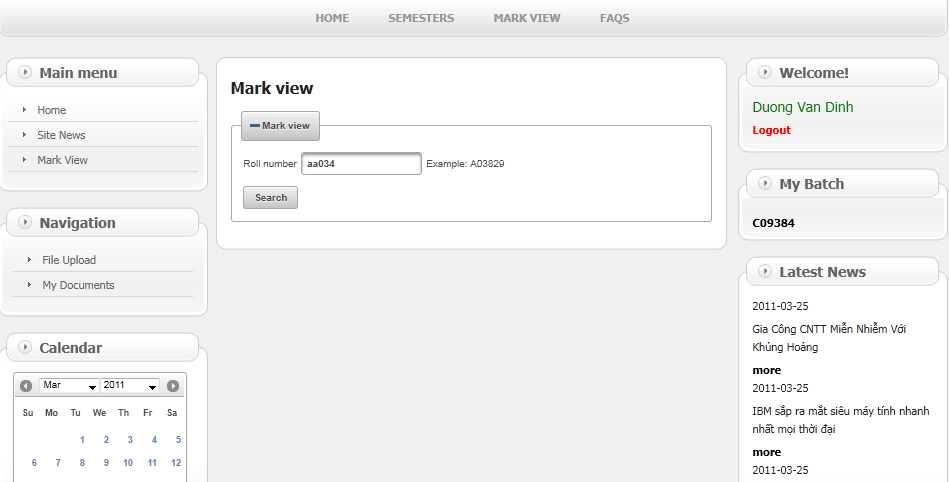 HOME SEMESTERS MARK VIEW FAQS
Main menu
Home
Site News
Mark View
Navigation
File Upload
My Documents
Calendar
Mar 2011
Su Mo Tu We Th Fr Sa
1 2 3 4 5
6 7 8 9 10 11 12
Mark view
Mark view
Roll number aa034 Example: A03829
Search
Welcome!
Duong Van Dinh
Logout
My Batch
C09384
Latest News
2011-03-25
Gia Công CNTT Miễn Nhiễm Với
Khủng Hoảng
more
2011-03-25
IBM sắp ra mắt siêu máy tính nhanh
nhất mọi thời đại
more
2011-03-25